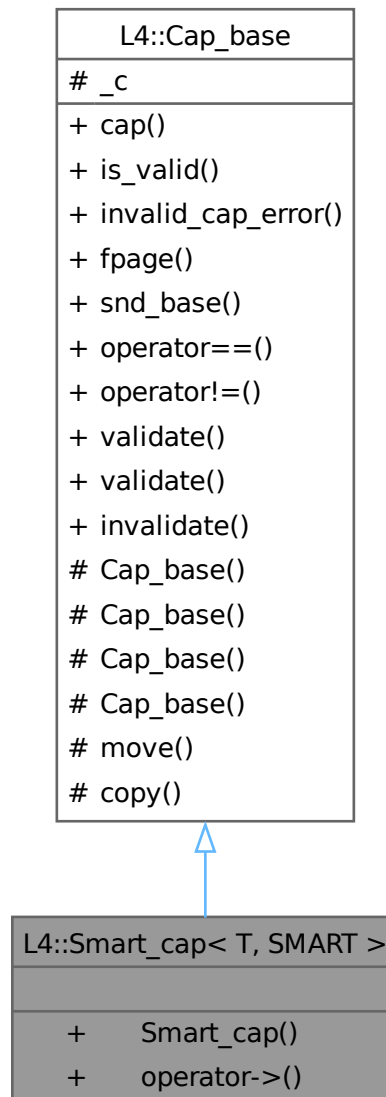 L4::Cap_base
# _c
+ cap()
+ is_valid()
+ invalid_cap_error()
+ fpage()
+ snd_base()
+ operator==()
+ operator!=()
+ validate()
+ validate()
+ invalidate()
# Cap_base()
# Cap_base()
# Cap_base()
# Cap_base()
# move()
# copy()
L4::Smart_cap< T, SMART >
+ Smart_cap()
+ operator->()